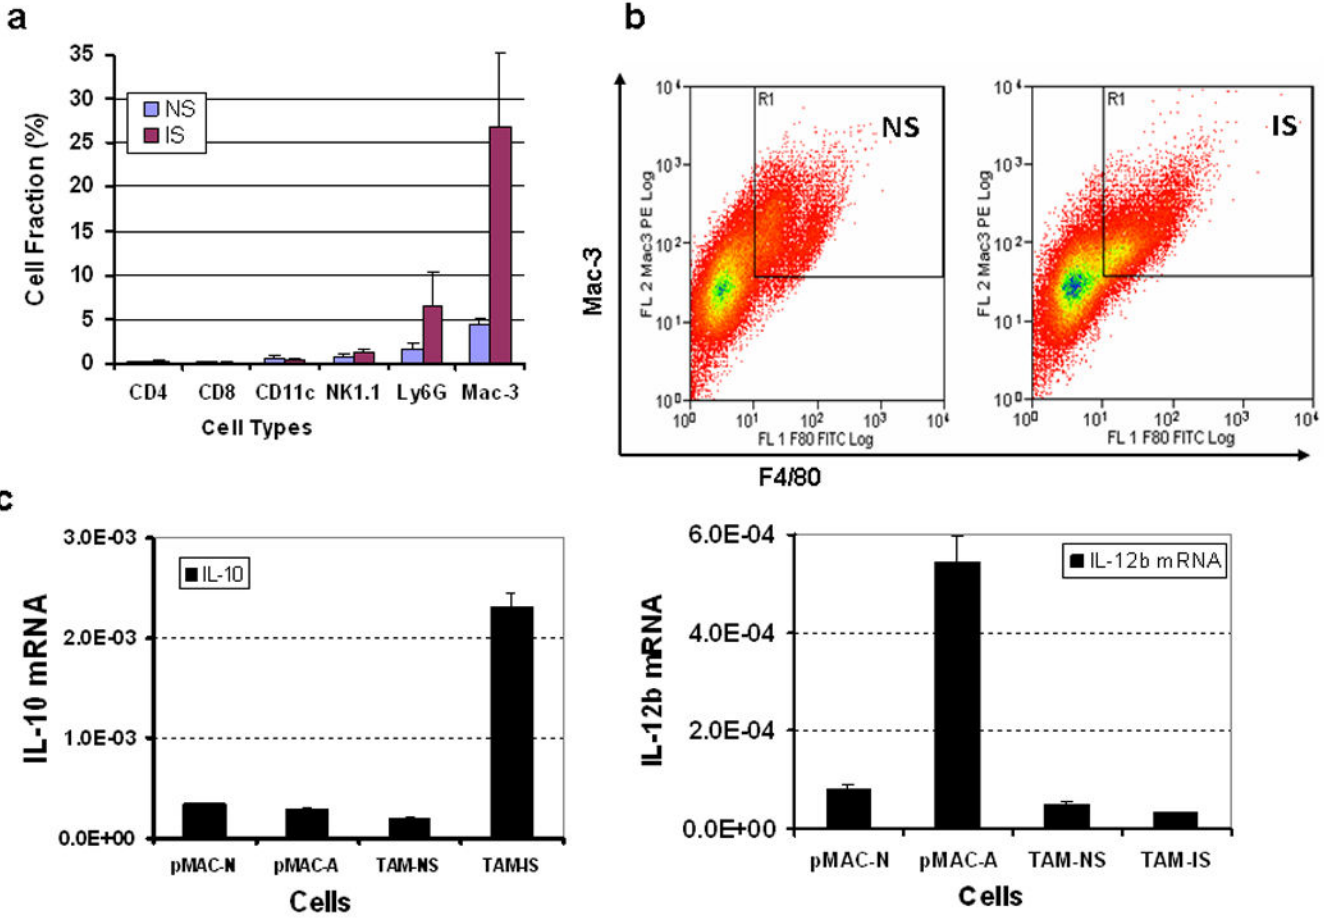 a
Cell Fraction (%)
35
30
25
20
15
10
5
0
NS
IS
CD4 CD8 CD11c NK1.1 Ly6G Mac-3
Cell Types
b
Mac-3
FL 2 Mac3 PE Log
10⁴
10³
10²
10¹
10⁰
R1
NS
10⁰ 10¹ 10² 10³ 10⁴
FL 1 F80 FITC Log
FL 2 Mac3 PE Log
10⁴
10³
10²
10¹
10⁰
R1
IS
10⁰ 10¹ 10² 10³ 10⁴
FL 1 F80 FITC Log
F4/80
c
IL-10 mRNA
3.0E-03
2.0E-03
1.0E-03
0.0E+00
IL-10
pMAC-N pMAC-A TAM-NS TAM-IS
Cells
IL-12b mRNA
6.0E-04
4.0E-04
2.0E-04
0.0E+00
IL-12b mRNA
pMAC-N pMAC-A TAM-NS TAM-IS
Cells